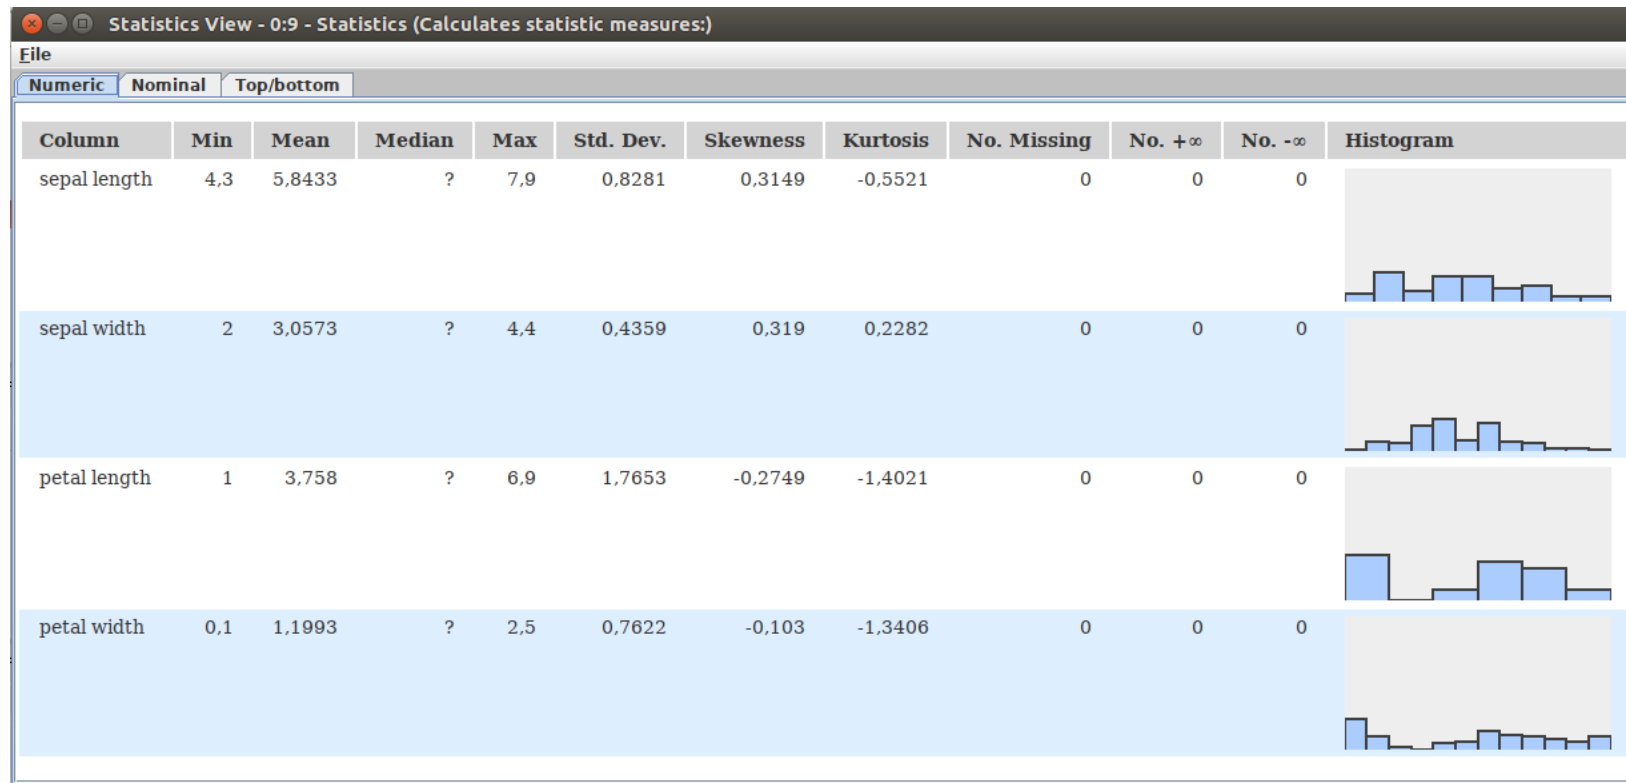 Statistics View - 0:9 - Statistics (Calculates statistic measures:)
File
Numeric Nominal Top/bottom
Column Min Mean Median Max Std. Dev. Skewness Kurtosis No. Missing No. +∞ No. -∞ Histogram
sepal length 4,3 5,8433 ? 7,9 0,8281 0,3149 -0,5521 0 0 0
sepal width 2 3,0573 ? 4,4 0,4359 0,319 0,2282 0 0 0
petal length 1 3,758 ? 6,9 1,7653 -0,2749 -1,4021 0 0 0
petal width 0,1 1,1993 ? 2,5 0,7622 -0,103 -1,3406 0 0 0